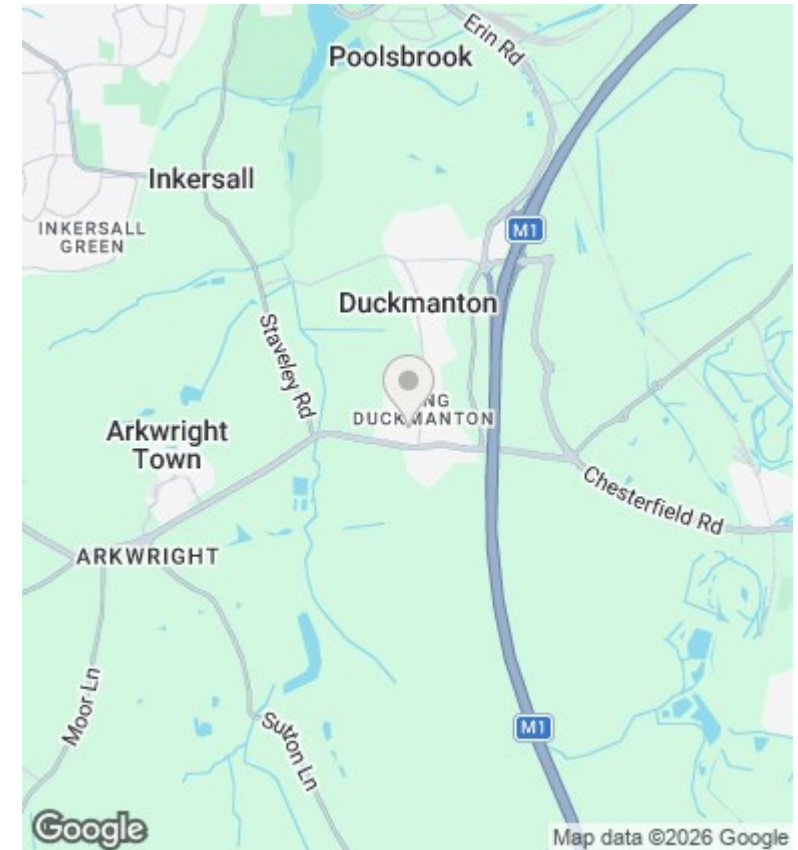 Poolsbrook
Erin Rd
Inkersall
INKERSALL
GREEN
M1
Duckmanton
Staveley Rd
NG
DUCKMANTON
Arkwright
Town
Chesterfield Rd
ARKWRIGHT
Moor Ln
Sutton Ln
M1
Google
Map data ©2026 Google